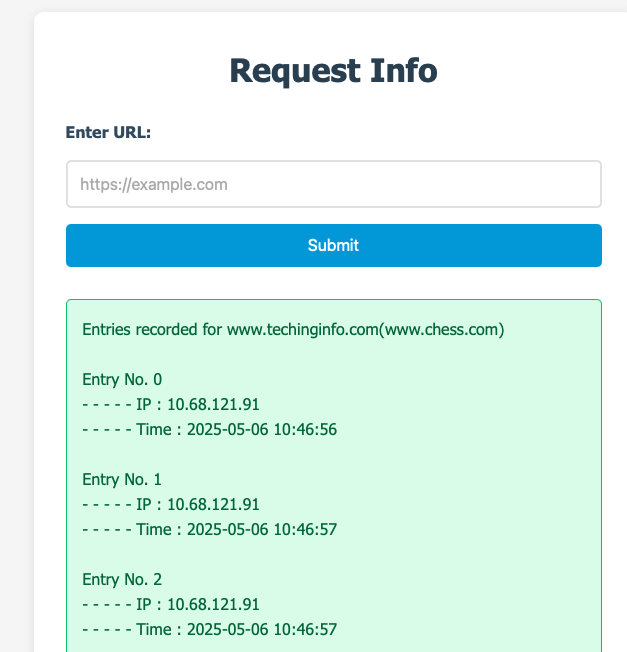 Request Info
Enter URL:
https://example.com
Submit
Entries recorded for www.techinginfo.com(www.chess.com)
Entry No. 0
- - - - - IP : 10.68.121.91
- - - - - Time : 2025-05-06 10:46:56
Entry No. 1
- - - - - IP : 10.68.121.91
- - - - - Time : 2025-05-06 10:46:57
Entry No. 2
- - - - - IP : 10.68.121.91
- - - - - Time : 2025-05-06 10:46:57